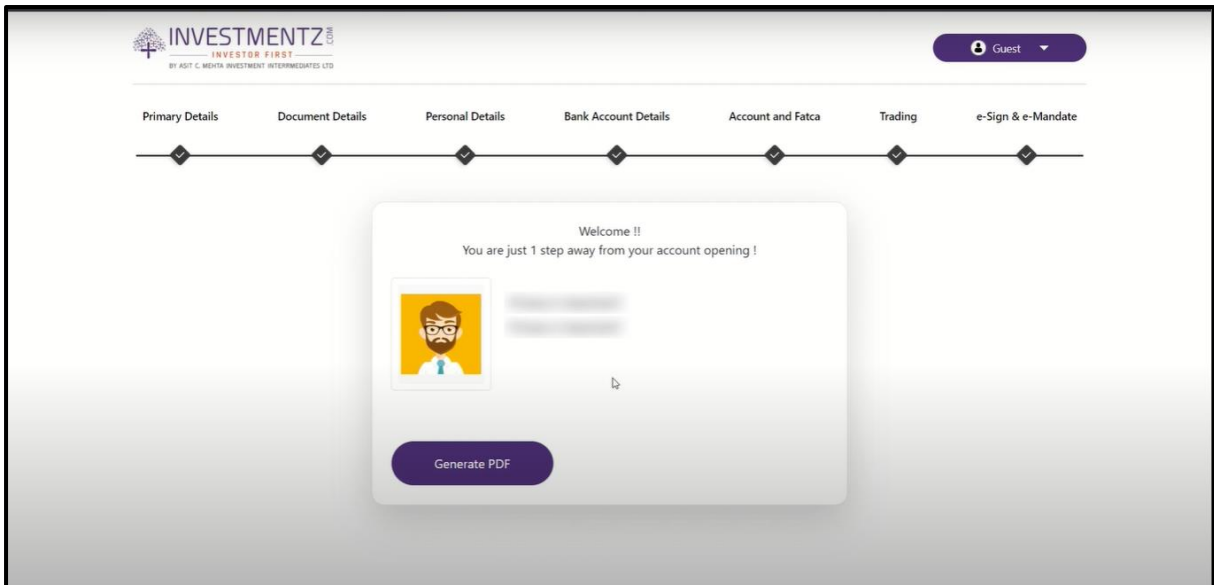 INVESTMENTZ.COM
INVESTOR FIRST
BY ASIT C. MEHTA INVESTMENT INTERRMEDIATES LTD
Guest
Primary Details Document Details Personal Details Bank Account Details Account and Fatca Trading e-Sign & e-Mandate
Welcome !!
You are just 1 step away from your account opening !
Generate PDF